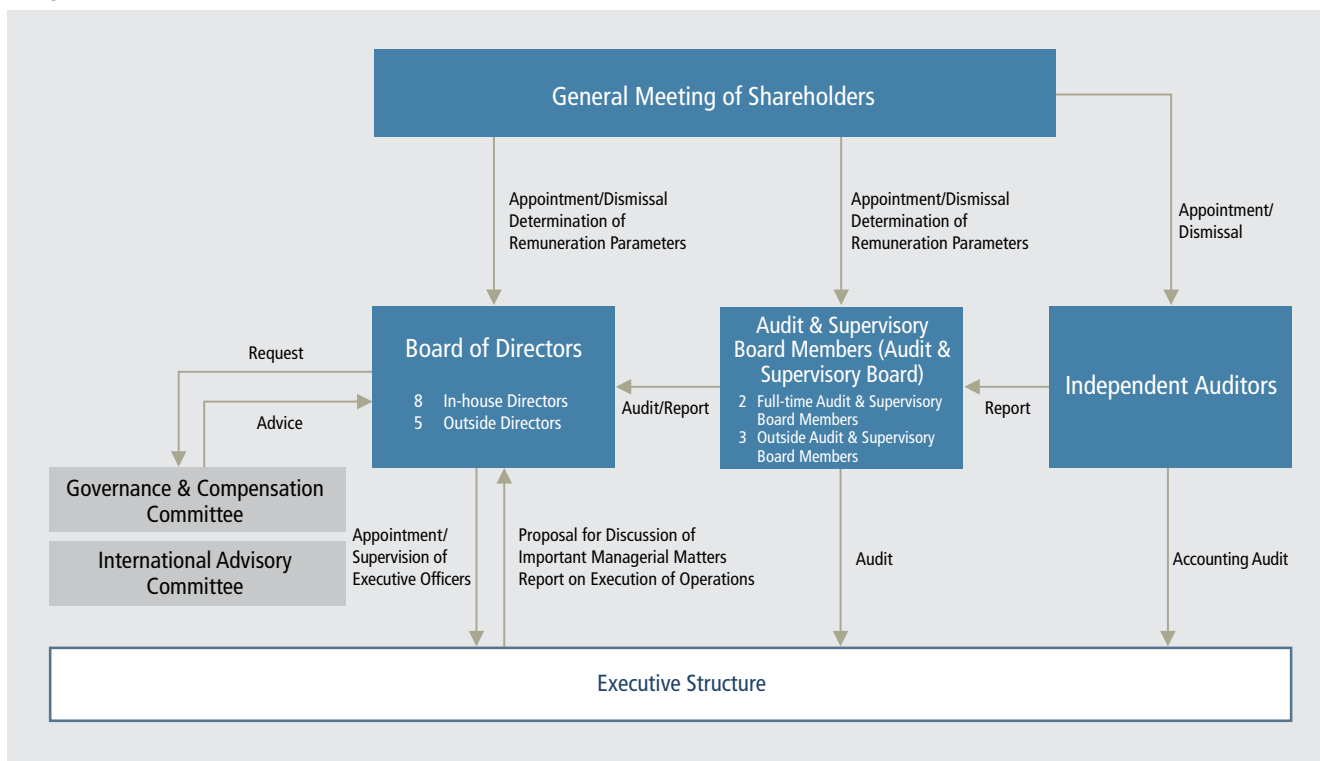 General Meeting of Shareholders
Appointment/Dismissal
Determination of
Remuneration Parameters
Appointment/Dismissal
Determination of
Remuneration Parameters
Appointment/
Dismissal
Request
Advice
Board of Directors
8 In-house Directors
5 Outside Directors
Audit/Report
Audit & Supervisory
Board Members (Audit &
Supervisory Board)
2 Full-time Audit & Supervisory
Board Members
3 Outside Audit & Supervisory
Board Members
Report
Independent Auditors
Governance & Compensation
Committee
International Advisory
Committee
Appointment/
Supervision of
Executive Officers
Proposal for Discussion of
Important Managerial Matters
Report on Execution of Operations
Audit
Accounting Audit
Executive Structure